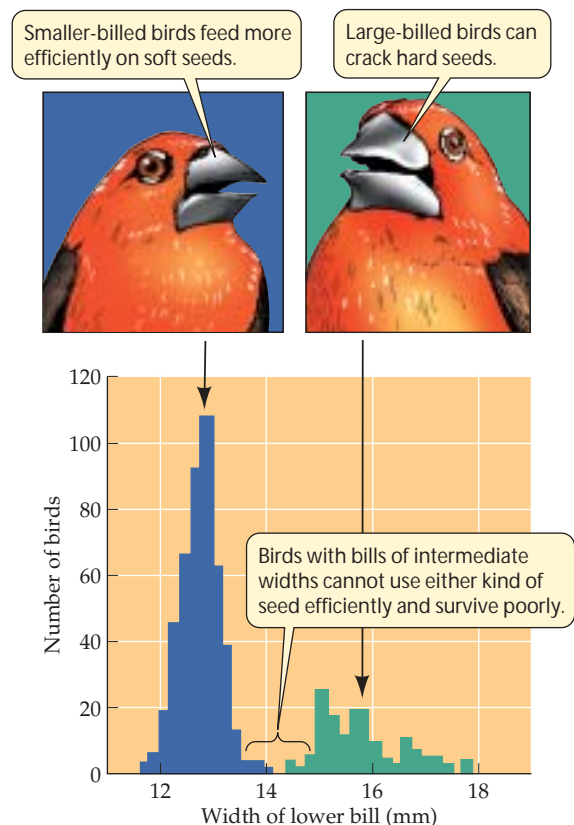 Smaller-billed birds feed more
efficiently on soft seeds.
Large-billed birds can
crack hard seeds.
120
100
80
60
40
20
0
Number of birds
Birds with bills of intermediate
widths cannot use either kind of
seed efficiently and survive poorly.
12 14 16 18
Width of lower bill (mm)